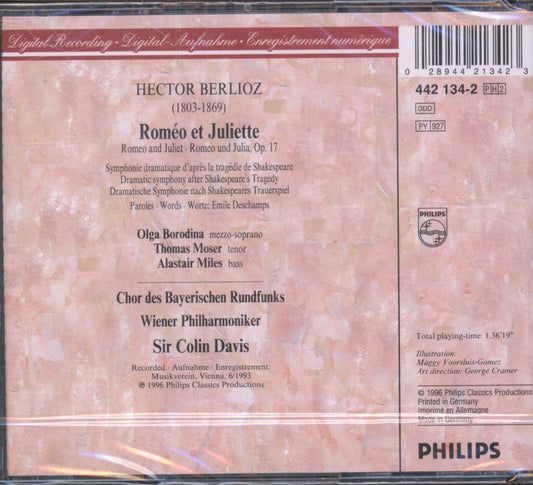 Digital Recording · Digital-Aufnahme · Enregistrement numérique
HECTOR BERLIOZ
(1803-1869)
Roméo et Juliette
Romeo and Juliet · Romeo und Julia, Op. 17
Symphonie dramatique d'après la tragédie de Shakespeare
Dramatic symphony after Shakespeare's Tragedy
Dramatische Symphonie nach Shakespeares Trauerspiel
Paroles · Words · Worte: Emile Deschamps
Olga Borodina mezzo-soprano
Thomas Moser tenor
Alastair Miles bass
Chor des Bayerischen Rundfunks
Wiener Philharmoniker
Sir Colin Davis
Recorded · Aufnahme · Enregistrement:
Musikverein, Vienna, 6/1993
℗ 1996 Philips Classics Productions
0 28944 21342 3
442 134-2 PH2
DDD
PY 927
PHILIPS
Total playing-time: 1.36'19"
Illustration:
Maggy Voorsluis-Gomez
Art direction: George Cramer
© 1996 Philips Classics Productions
Printed in Germany
Imprimé en Allemagne
Made in Germany
PHILIPS